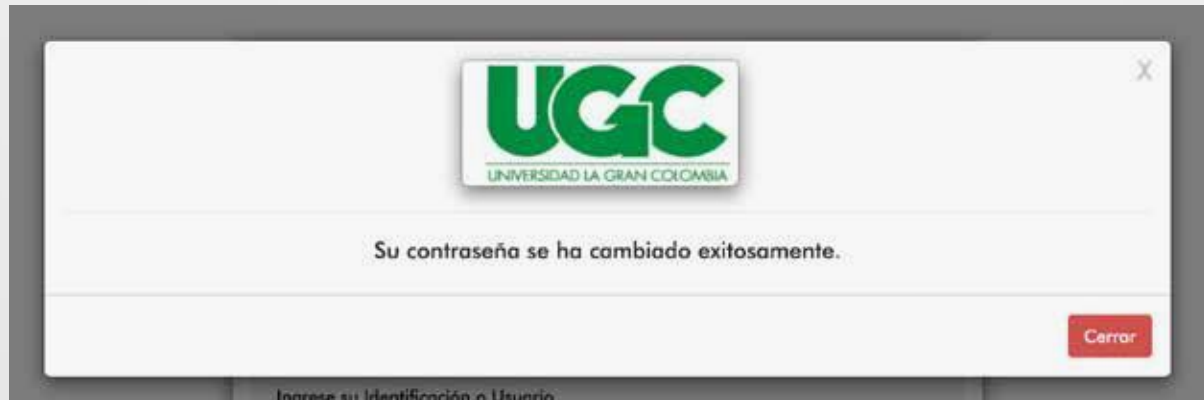 UGC
UNIVERSIDAD LA GRAN COLOMBIA
X
Su contraseña se ha cambiado exitosamente.
Cerrar
Ingrese su Identificación o Usuario